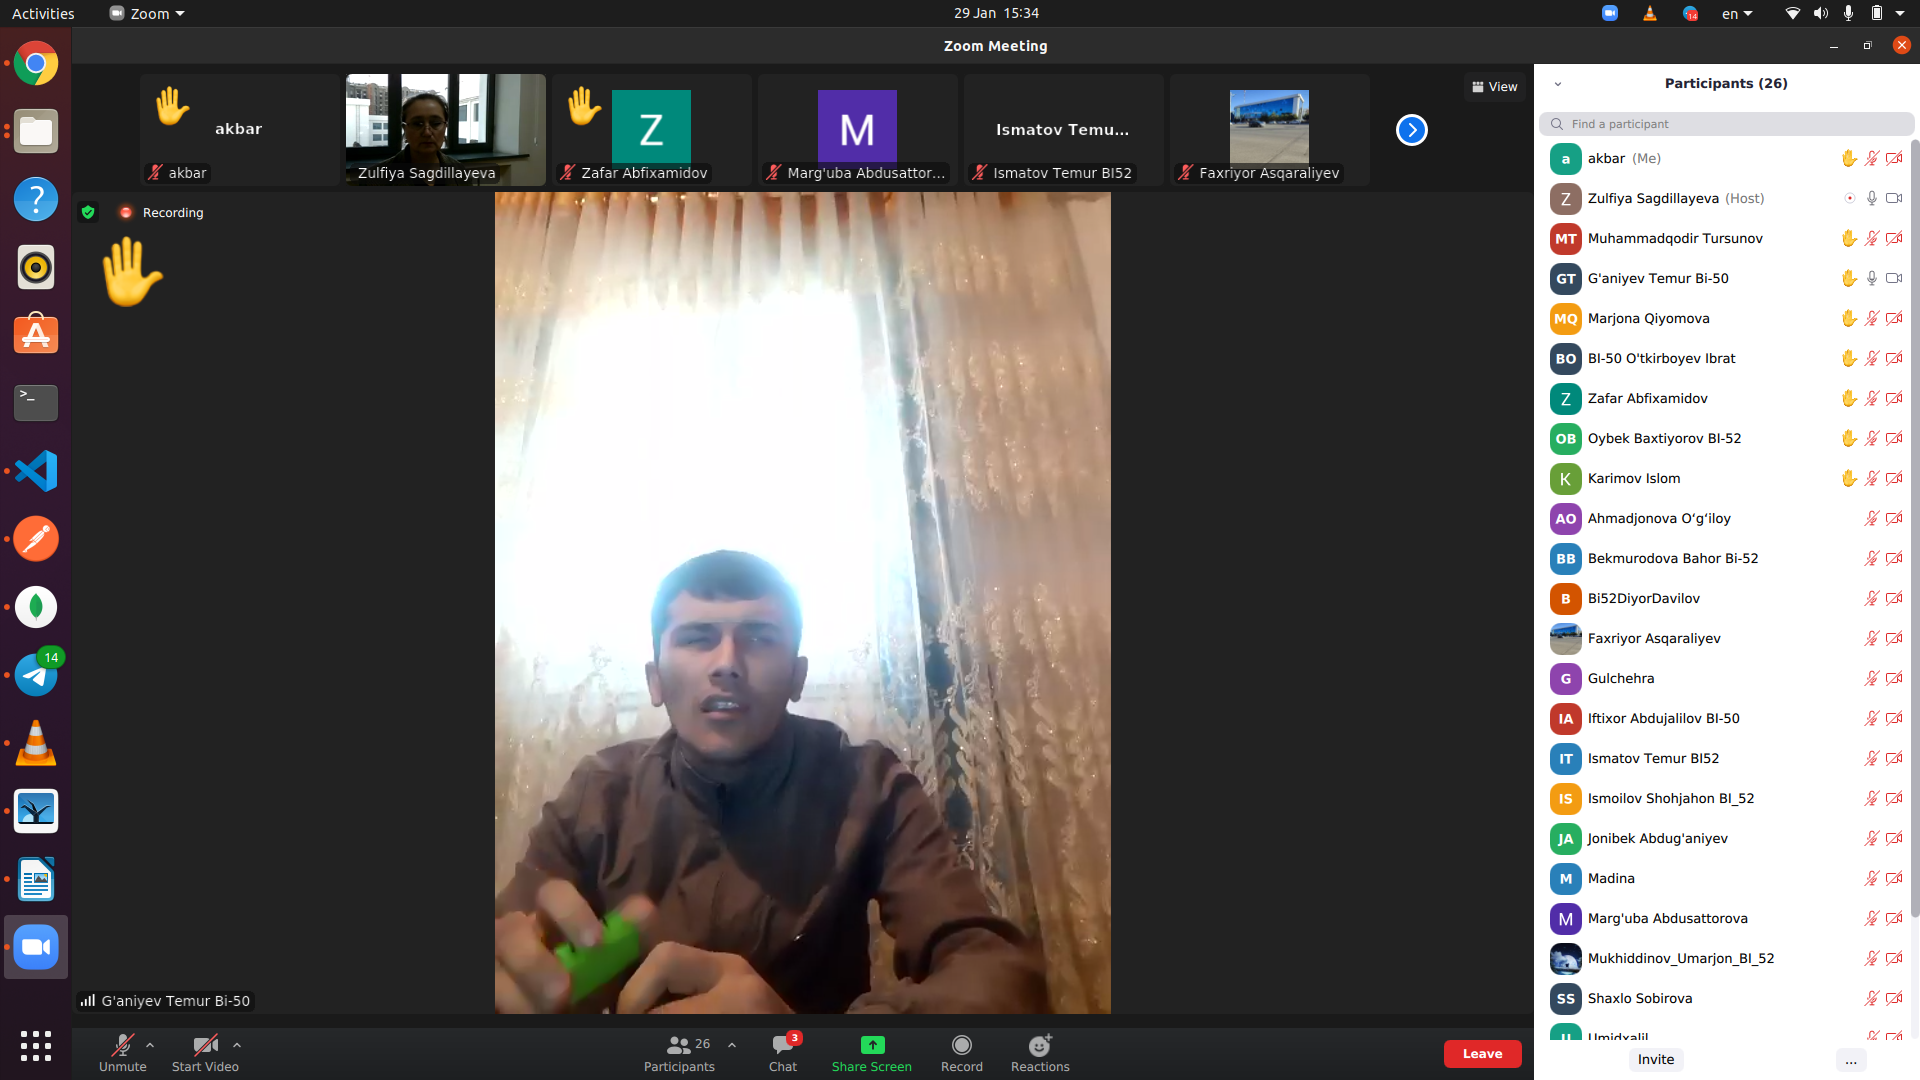 Activities
Zoom
29 Jan 15:34
14
en
Zoom Meeting
akbar
akbar
Zulfiya Sagdillayeva
Z
Zafar Abfixamidov
M
Marg'uba Abdusattor...
Ismatov Temu...
Ismatov Temur BI52
Faxriyor Asqaraliyev
View
Recording
G'aniyev Temur Bi-50
14
Participants (26)
Find a participant
a akbar (Me)
Z Zulfiya Sagdillayeva (Host)
MT Muhammadqodir Tursunov
GT G'aniyev Temur Bi-50
MQ Marjona Qiyomova
BO BI-50 O'tkirboyev Ibrat
Z Zafar Abfixamidov
OB Oybek Baxtiyorov BI-52
K Karimov Islom
AO Ahmadjonova Oʻgʻiloy
BB Bekmurodova Bahor Bi-52
B Bi52DiyorDavilov
Faxriyor Asqaraliyev
G Gulchehra
IA Iftixor Abdujalilov BI-50
IT Ismatov Temur BI52
IS Ismoilov Shohjahon BI_52
JA Jonibek Abdug'aniyev
M Madina
M Marg'uba Abdusattorova
Mukhiddinov_Umarjon_BI_52
SS Shaxlo Sobirova
U Umidxalil
Unmute
Start Video
26
Participants
3
Chat
Share Screen
Record
Reactions
Leave
Invite
...